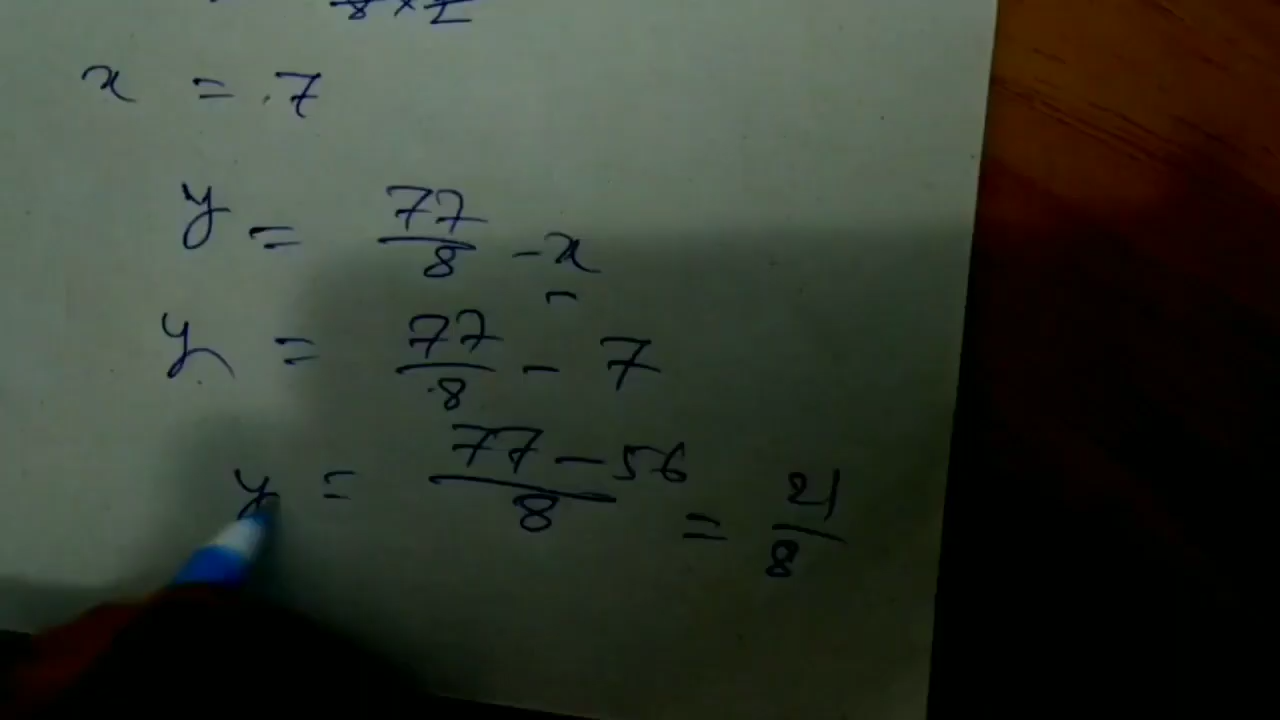 x = 7
y = 77/8 - x
y = 77/8 - 7
y = 77 - 56/8 = 21/8